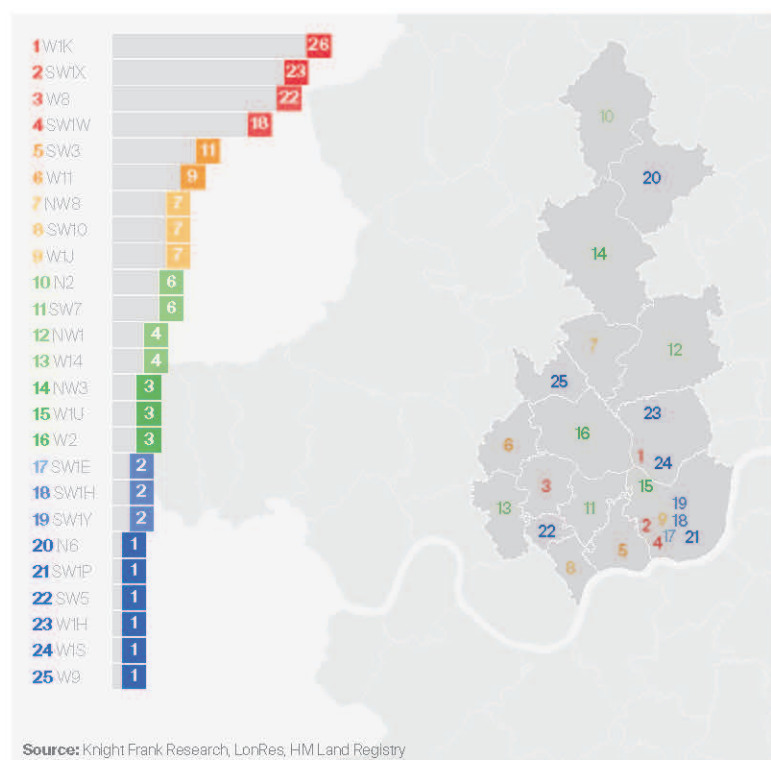 1 W1K 26
2 SW1X 23
3 W8 22
4 SW1W 18
5 SW3 11
6 W11 9
7 NW8 7
8 SW10 7
9 W1J 7
10 N2 6
11 SW7 6
12 NW1 4
13 W14 4
14 NW3 3
15 W1U 3
16 W2 3
17 SW1E 2
18 SW1H 2
19 SW1Y 2
20 N6 1
21 SW1P 1
22 SW5 1
23 W1H 1
24 W1S 1
25 W9 1
10
20
14
7
12
25
23
6
16
1
24
3
15
13
11
19
9
18
2
22
17
21
4
5
8
Source: Knight Frank Research, LonRes, HM Land Registry